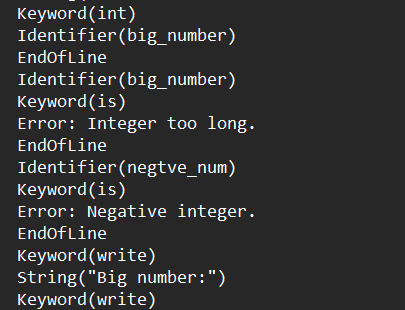 Keyword(int)
Identifier(big_number)
EndOfLine
Identifier(big_number)
Keyword(is)
Error: Integer too long.
EndOfLine
Identifier(negtve_num)
Keyword(is)
Error: Negative integer.
EndOfLine
Keyword(write)
String("Big number:")
Keyword(write)